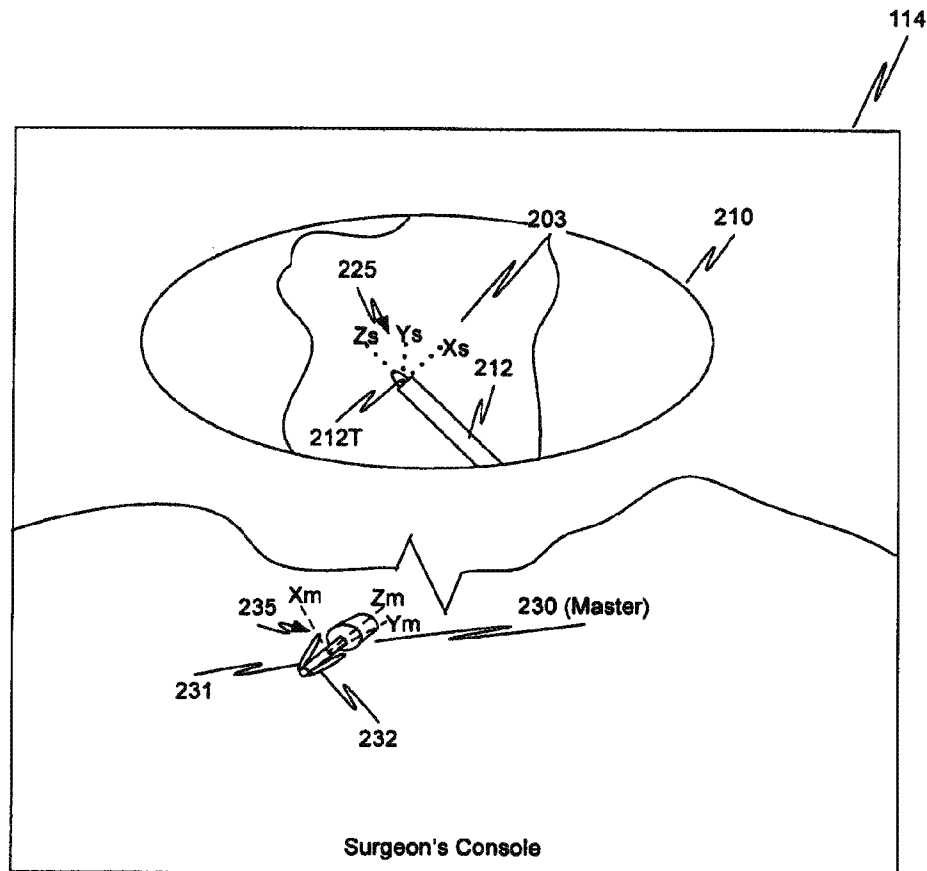 114
203
210
225
Zs Ys Xs
212
212T
Xm
Zm
235
Ym
230 (Master)
231
232
Surgeon's Console